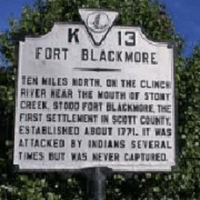 K 13
FORT BLACKMORE
TEN MILES NORTH, ON THE CLINCH
RIVER NEAR THE MOUTH OF STONY
CREEK, STOOD FORT BLACKMORE, THE
FIRST SETTLEMENT IN SCOTT COUNTY,
ESTABLISHED ABOUT 1771. IT WAS
ATTACKED BY INDIANS SEVERAL
TIMES BUT WAS NEVER CAPTURED.